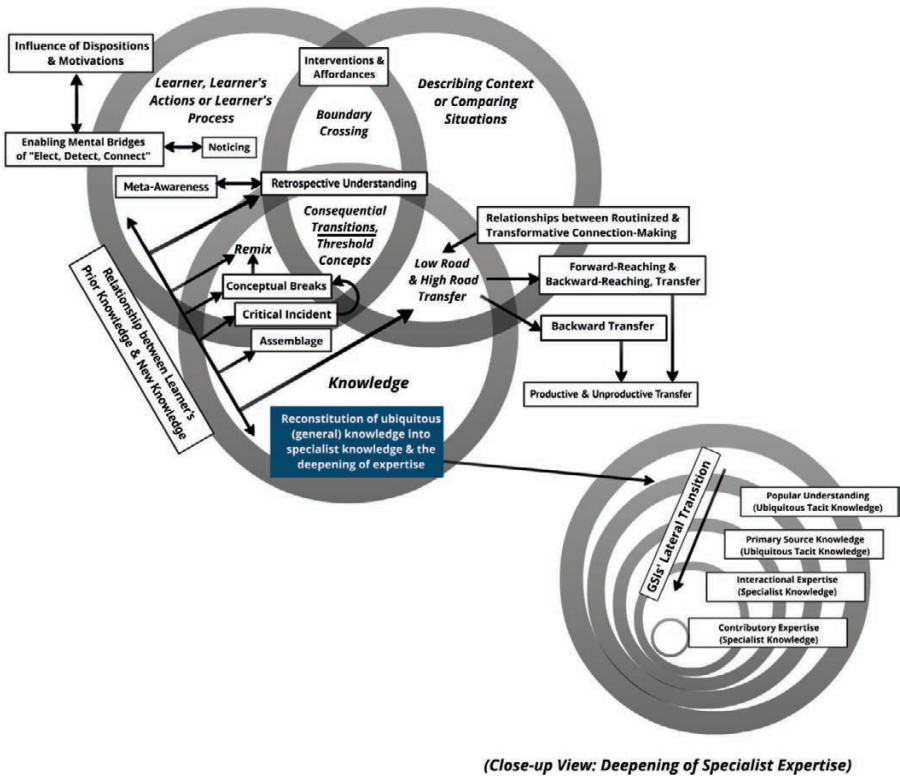 Influence of Dispositions
& Motivations
Enabling Mental Bridges
of "Elect, Detect, Connect"
Noticing
Meta-Awareness
Learner, Learner's
Actions or Learner's
Process
Interventions &
Affordances
Boundary
Crossing
Describing Context
or Comparing
Situations
Retrospective Understanding
Consequential
Transitions,
Threshold
Concepts
Remix
Conceptual Breaks
Critical Incident
Assemblage
Relationship between Learner's
Prior Knowledge & New Knowledge
Low Road
& High Road
Transfer
Relationships between Routinized &
Transformative Connection-Making
Forward-Reaching &
Backward-Reaching, Transfer
Backward Transfer
Productive & Unproductive Transfer
Knowledge
Reconstitution of ubiquitous
(general) knowledge into
specialist knowledge & the
deepening of expertise
GSIs' Lateral Transition
Popular Understanding
(Ubiquitous Tacit Knowledge)
Primary Source Knowledge
(Ubiquitous Tacit Knowledge)
Interactional Expertise
(Specialist Knowledge)
Contributory Expertise
(Specialist Knowledge)
(Close-up View: Deepening of Specialist Expertise)